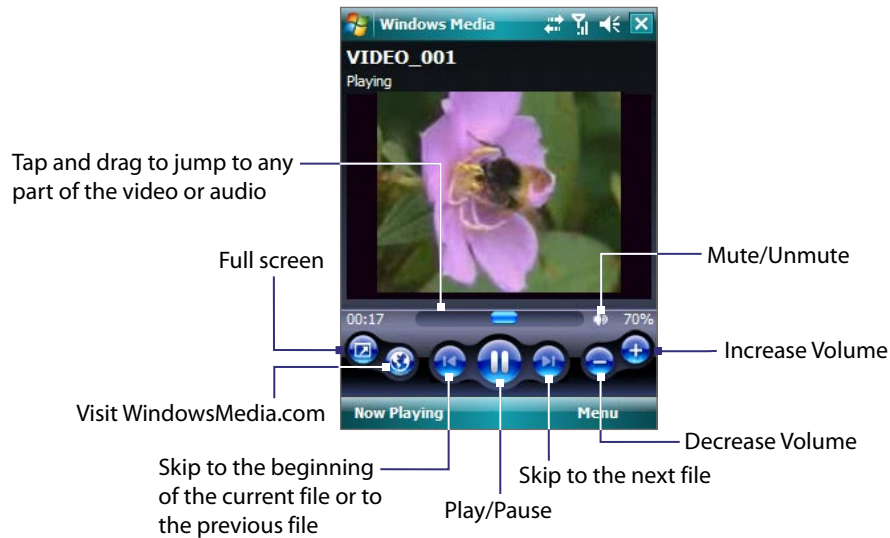 Windows Media
VIDEO_001
Playing
Tap and drag to jump to any
part of the video or audio
Full screen
Mute/Unmute
00:17
70%
Increase Volume
Visit WindowsMedia.com
Now Playing
Menu
Decrease Volume
Skip to the beginning
of the current file or to
the previous file
Skip to the next file
Play/Pause